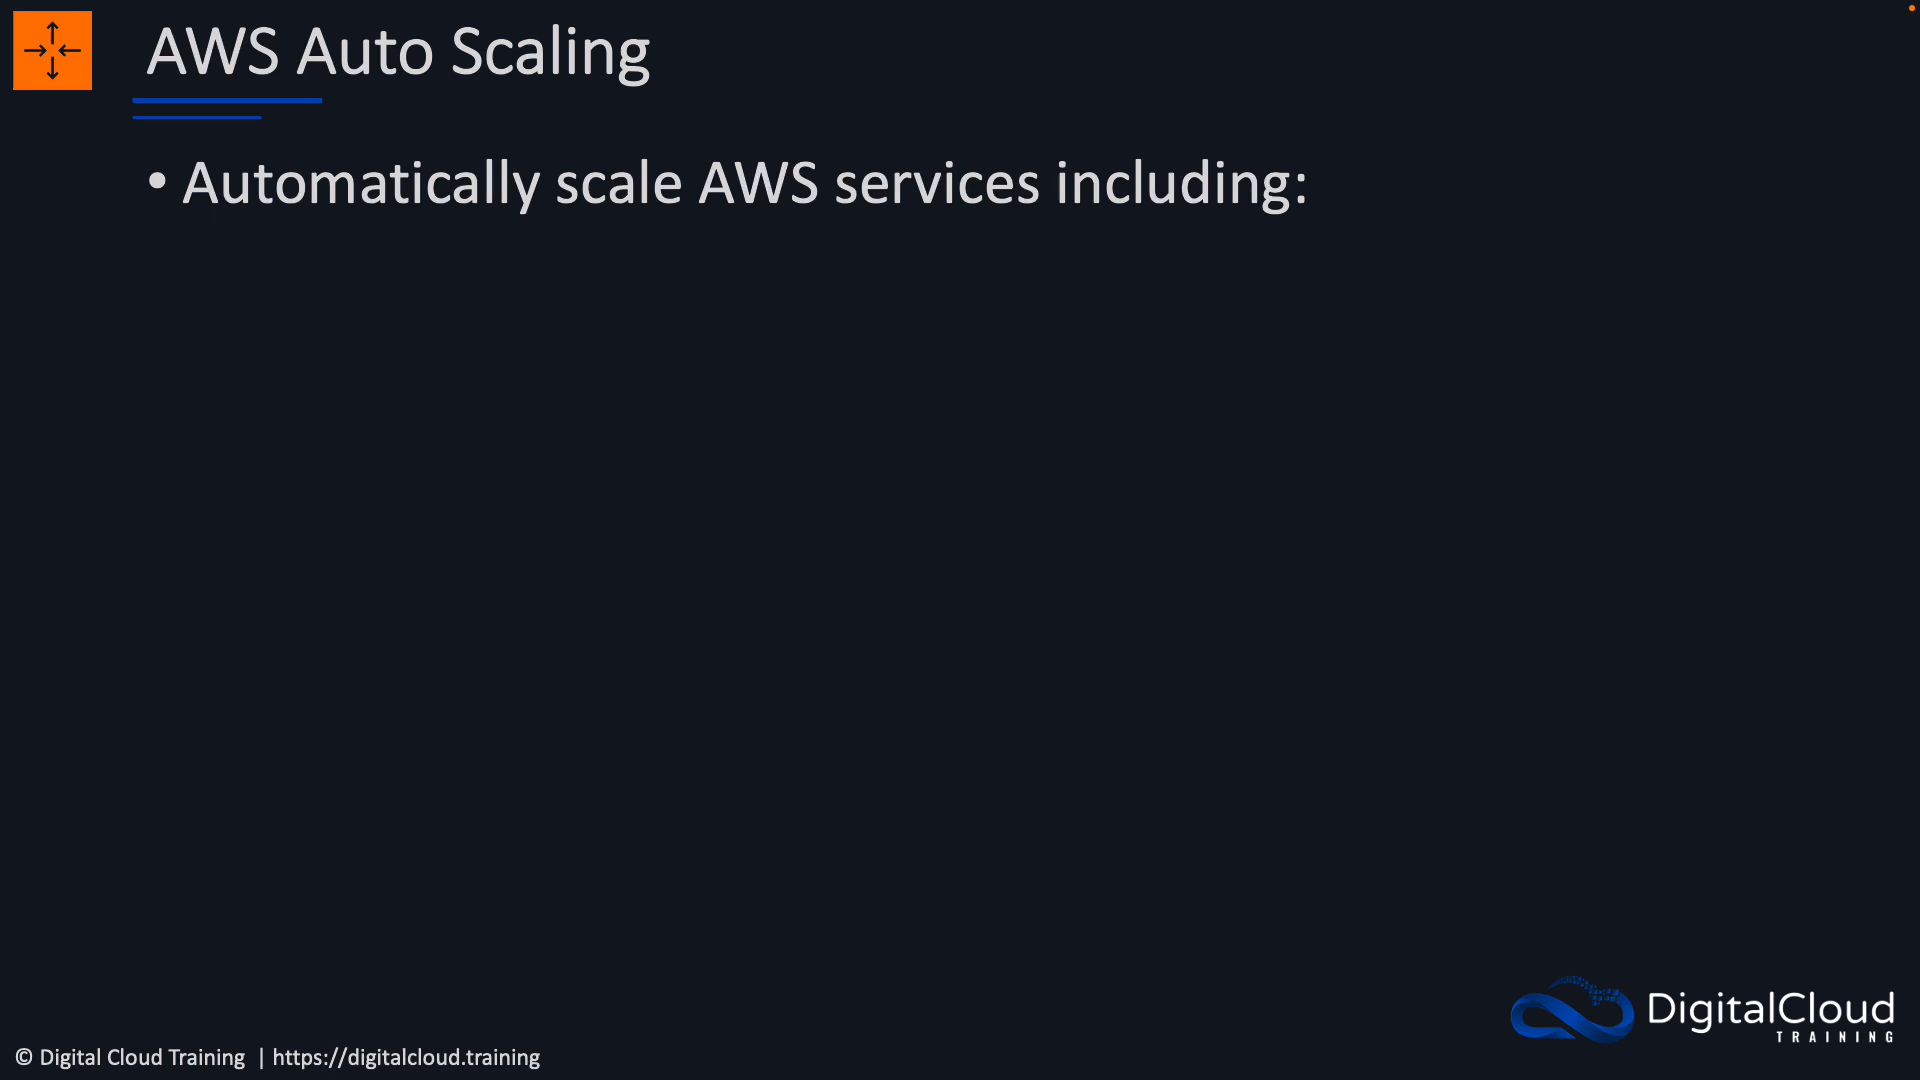 AWS Auto Scaling
• Automatically scale AWS services including:
DigitalCloud
TRAINING
© Digital Cloud Training | https://digitalcloud.training